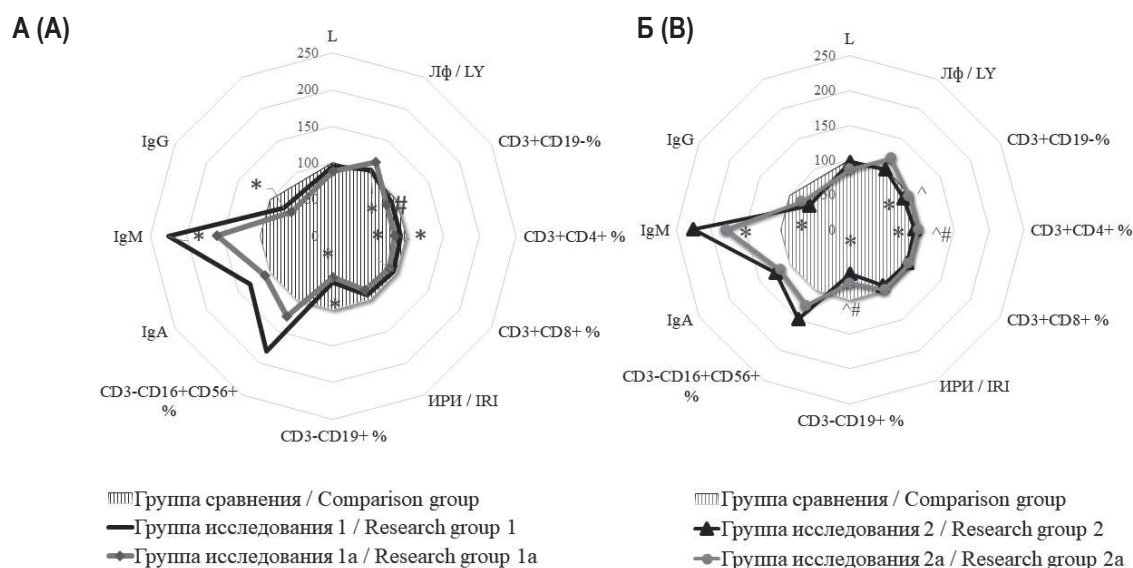 А (A)
L
250
200
150
100
50
0
Лф / LY
CD3+CD19-%
CD3+CD4+ %
CD3+CD8+ %
ИРИ / IRI
CD3-CD19+ %
CD3-CD16+CD56+
%
IgA
IgM
IgG
*
*
#
*
*
*
*
*
Группа сравнения / Comparison group
Группа исследования 1 / Research group 1
Группа исследования 1a / Research group 1a
Б (B)
L
250
200
150
100
50
0
Лф / LY
CD3+CD19-%
CD3+CD4+ %
CD3+CD8+ %
ИРИ / IRI
CD3-CD19+ %
CD3-CD16+CD56+
%
IgA
IgM
IgG
^
*
*
*
*
*
^#
^#
Группа сравнения / Comparison group
Группа исследования 2 / Research group 2
Группа исследования 2a / Research group 2a